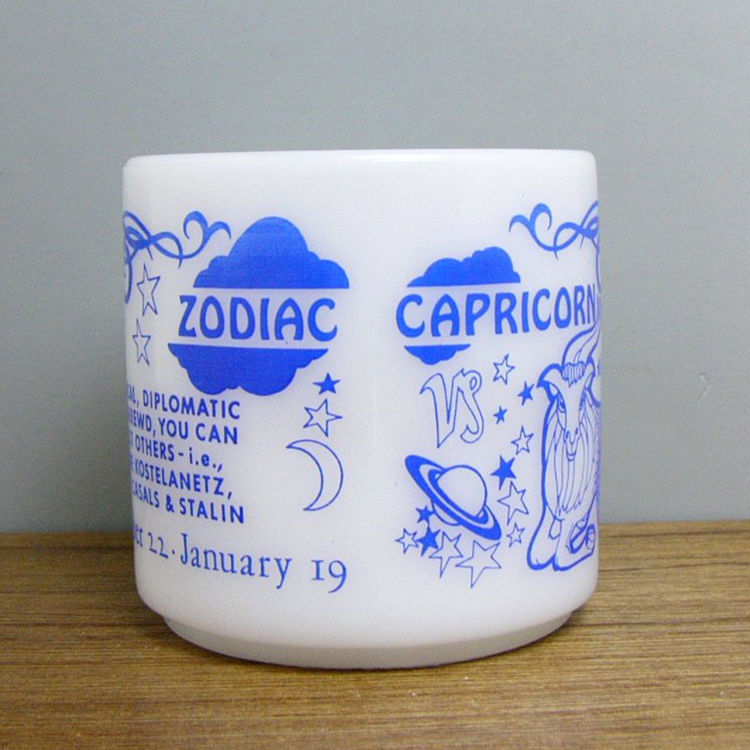 ZODIAC
DIPLOMATIC
YOU CAN
OTHERS - i.e.,
KOSTELANETZ,
& STALIN
22 · January 19
CAPRICORN